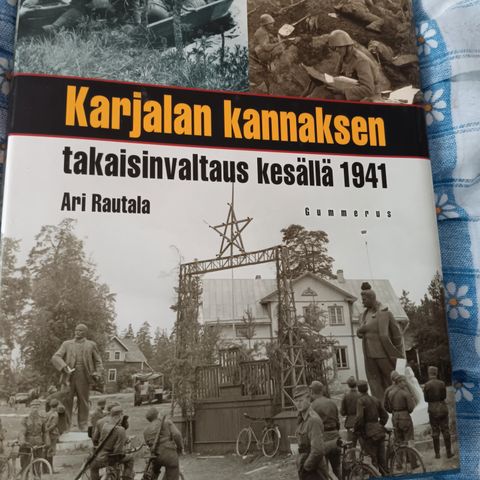 Karjalan kannaksen
takaisinvaltaus kesällä 1941
Ari Rautala
Gummerus